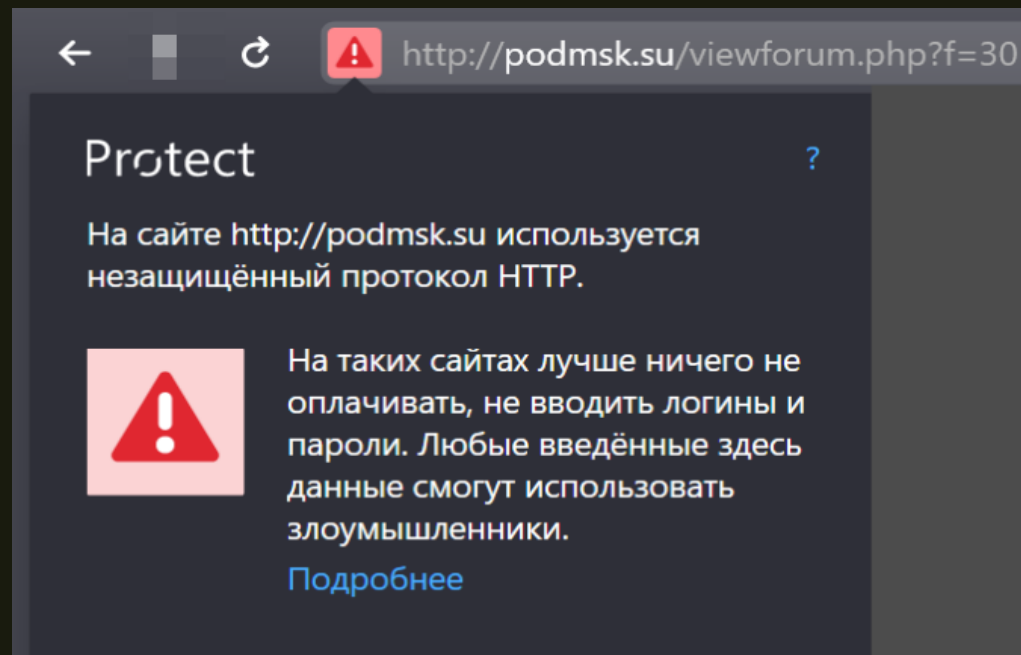 http://podmsk.su/viewforum.php?f=30
Protect
?
На сайте http://podmsk.su используется
незащищённый протокол HTTP.
На таких сайтах лучше ничего не
оплачивать, не вводить логины и
пароли. Любые введённые здесь
данные смогут использовать
злоумышленники.
Подробнее